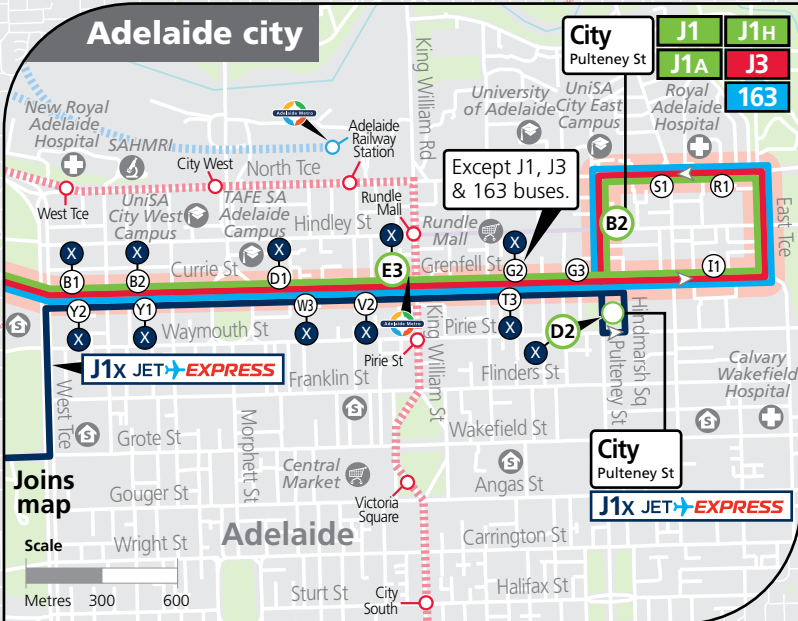 Adelaide city
City
Pulteney St
J1
J1H
J1A
J3
163
King William Rd
New Royal
Adelaide
Hospital
SAHMRI
Adelaide Metro
Adelaide
Railway
Station
University
of Adelaide
UniSA
City East
Campus
Royal
Adelaide
Hospital
City West
North Tce
Except J1, J3
& 163 buses.
West Tce
UniSA
City West
Campus
TAFE SA
Adelaide
Campus
Hindley St
Rundle
Mall
Rundle
Mall
S1
R1
East Tce
B2
X
X
X
X
X
B1
B2
Currie St
D1
E3
Grenfell St
G2
G3
I1
Y2
Y1
W3
V2
T3
X
X
X
X
X
Waymouth St
Adelaide Metro
Pirie St
D2
X
Hindmarsh Sq
Pulteney St
Pirie St
King William St
J1X JET EXPRESS
Franklin St
Flinders St
Calvary
Wakefield
Hospital
West Tce
S
S
S
S
S
Grote St
Morphett St
Wakefield St
City
Pulteney St
J1X JET EXPRESS
Joins
map
Central
Market
Gouger St
Angas St
Victoria
Square
Scale
Wright St
Adelaide
Carrington St
Metres 300 600
Sturt St
City
South
Halifax St